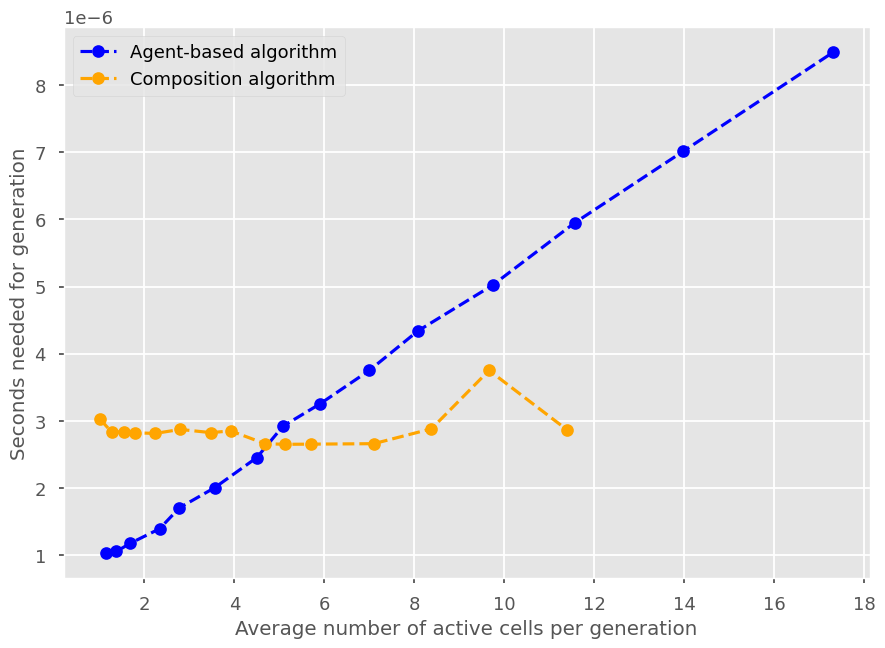 1e−6
Agent-based algorithm
Composition algorithm
Seconds needed for generation
8
7
6
5
4
3
2
1
2 4 6 8 10 12 14 16 18
Average number of active cells per generation